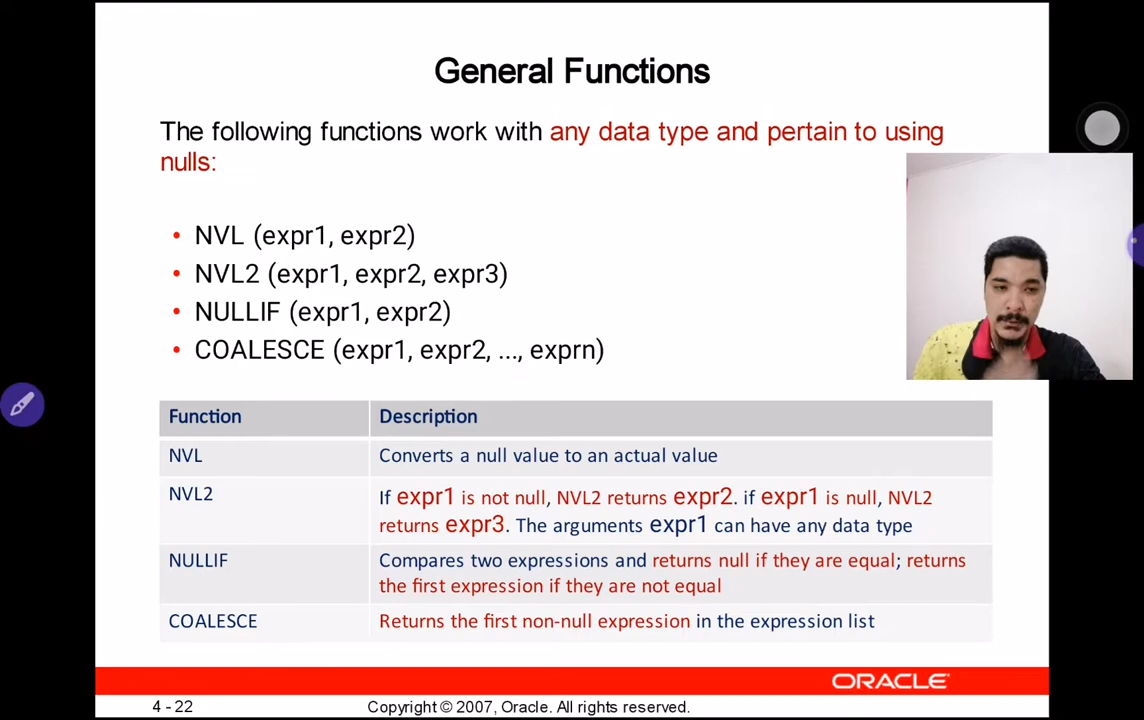 General Functions
The following functions work with any data type and pertain to using
nulls:
• NVL (expr1, expr2)
• NVL2 (expr1, expr2, expr3)
• NULLIF (expr1, expr2)
• COALESCE (expr1, expr2, ..., exprn)
Function Description
NVL Converts a null value to an actual value
NVL2 If expr1 is not null, NVL2 returns expr2. if expr1 is null, NVL2
returns expr3. The arguments expr1 can have any data type
NULLIF Compares two expressions and returns null if they are equal; returns
the first expression if they are not equal
COALESCE Returns the first non-null expression in the expression list
ORACLE
4 - 22 Copyright © 2007, Oracle. All rights reserved.